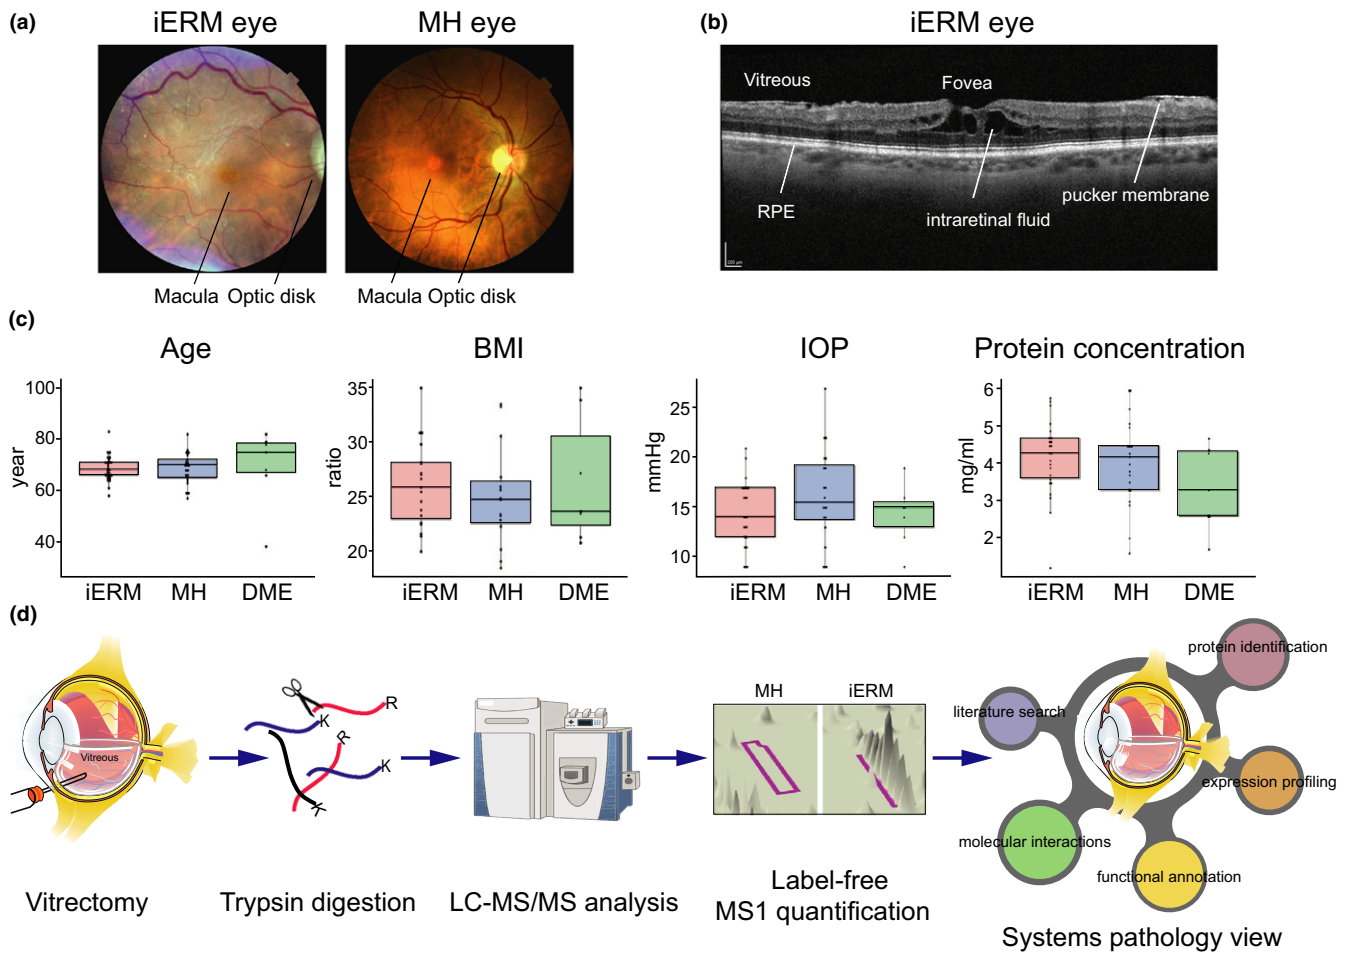 (a)
iERM eye
MH eye
Macula
Optic disk
Macula
Optic disk
(b)
iERM eye
Vitreous
Fovea
RPE
intraretinal fluid
pucker membrane
200 µm
(c)
Age
year
100
80
60
40
iERM
MH
DME
BMI
ratio
35
30
25
20
iERM
MH
DME
IOP
mmHg
25
20
15
10
iERM
MH
DME
Protein concentration
mg/ml
6
5
4
3
2
iERM
MH
DME
(d)
Vitreous
Vitrectomy
R
K
R
K
K
Trypsin digestion
LC-MS/MS analysis
MH
iERM
Label-free
MS1 quantification
protein identification
literature search
expression profiling
molecular interactions
functional annotation
Systems pathology view